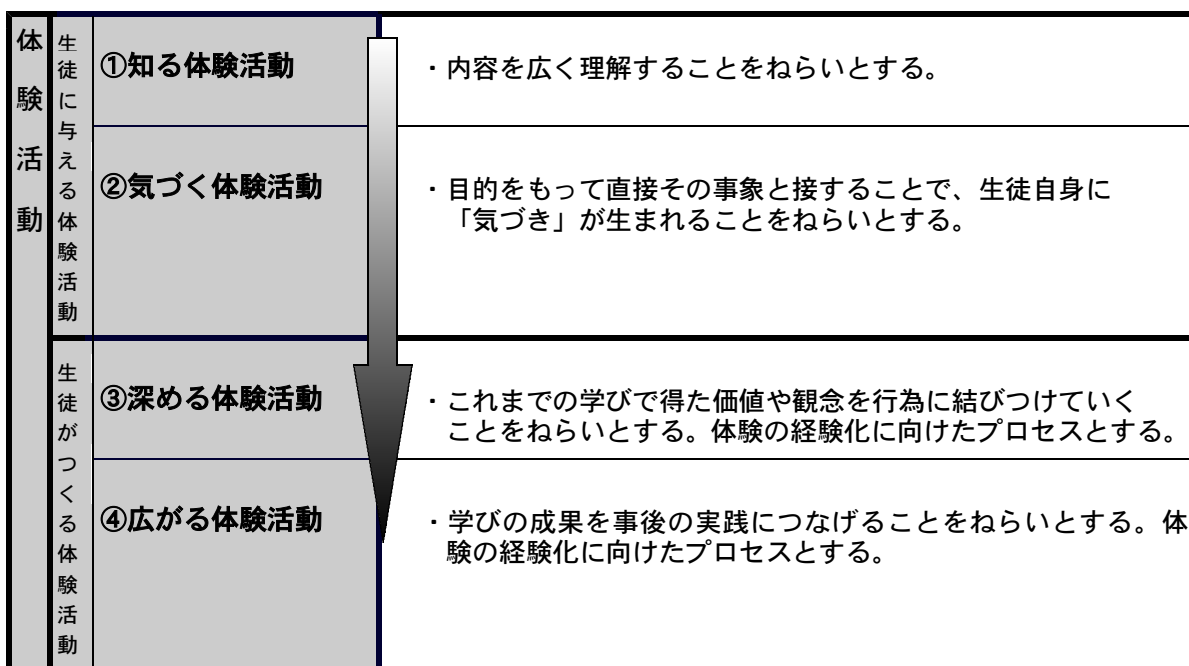 体験活動
生徒に与える体験活動
①知る体験活動
・内容を広く理解することをねらいとする。
②気づく体験活動
・目的をもって直接その事象と接することで、生徒自身に
「気づき」が生まれることをねらいとする。
生徒がつくる体験活動
③深める体験活動
・これまでの学びで得た価値や観念を行為に結びつけていく
ことをねらいとする。体験の経験化に向けたプロセスとする。
④広がる体験活動
・学びの成果を事後の実践につなげることをねらいとする。体
験の経験化に向けたプロセスとする。